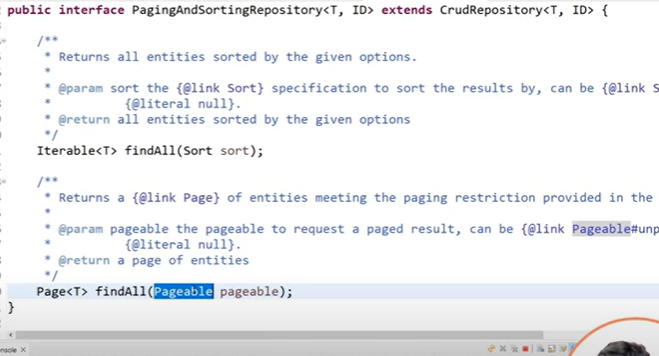 public interface PagingAndSortingRepository<T, ID> extends CrudRepository<T, ID> {
/**
* Returns all entities sorted by the given options.
*
* @param sort the {@link Sort} specification to sort the results by, can be {@link S
* {@literal null}.
* @return all entities sorted by the given options
*/
Iterable<T> findAll(Sort sort);
/**
* Returns a {@link Page} of entities meeting the paging restriction provided in the
*
* @param pageable the pageable to request a paged result, can be {@link Pageable#unp
* {@literal null}.
* @return a page of entities
*/
Page<T> findAll(Pageable pageable);
}
nsole